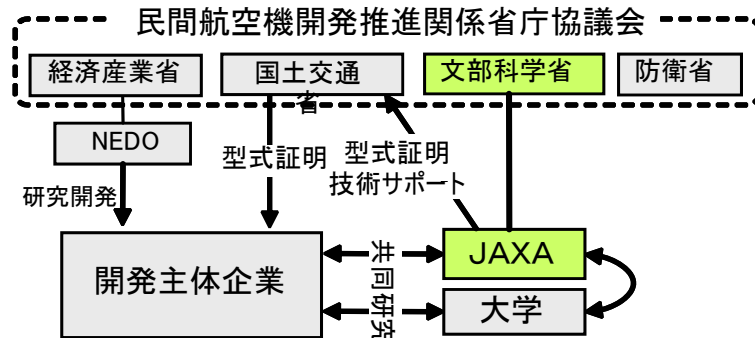 民間航空機開発推進関係省庁協議会
経済産業省
国土交通
省
文部科学省
防衛省
NEDO
型式証明
型式証明
技術サポート
研究開発
開発主体企業
共同研究
JAXA
大学